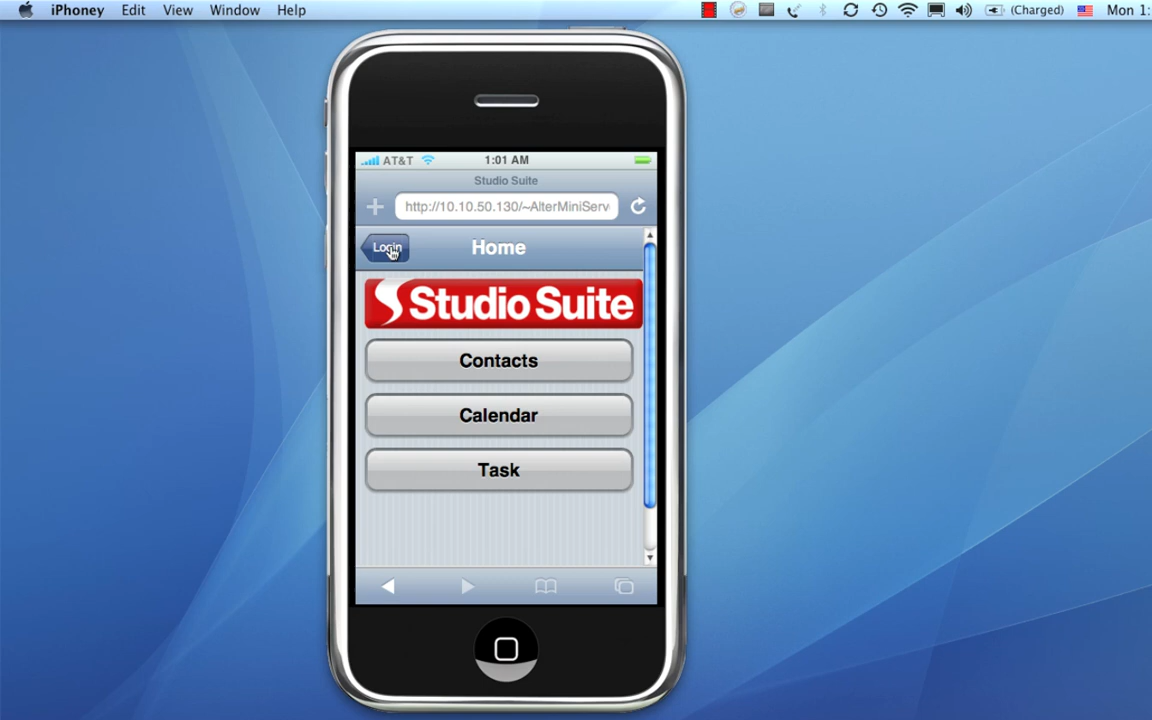 iPhoney Edit View Window Help (Charged) Mon 1:
AT&T 1:01 AM
Studio Suite
http://10.10.50.130/~AlterMiniServ
Login Home
Studio Suite
Contacts
Calendar
Task